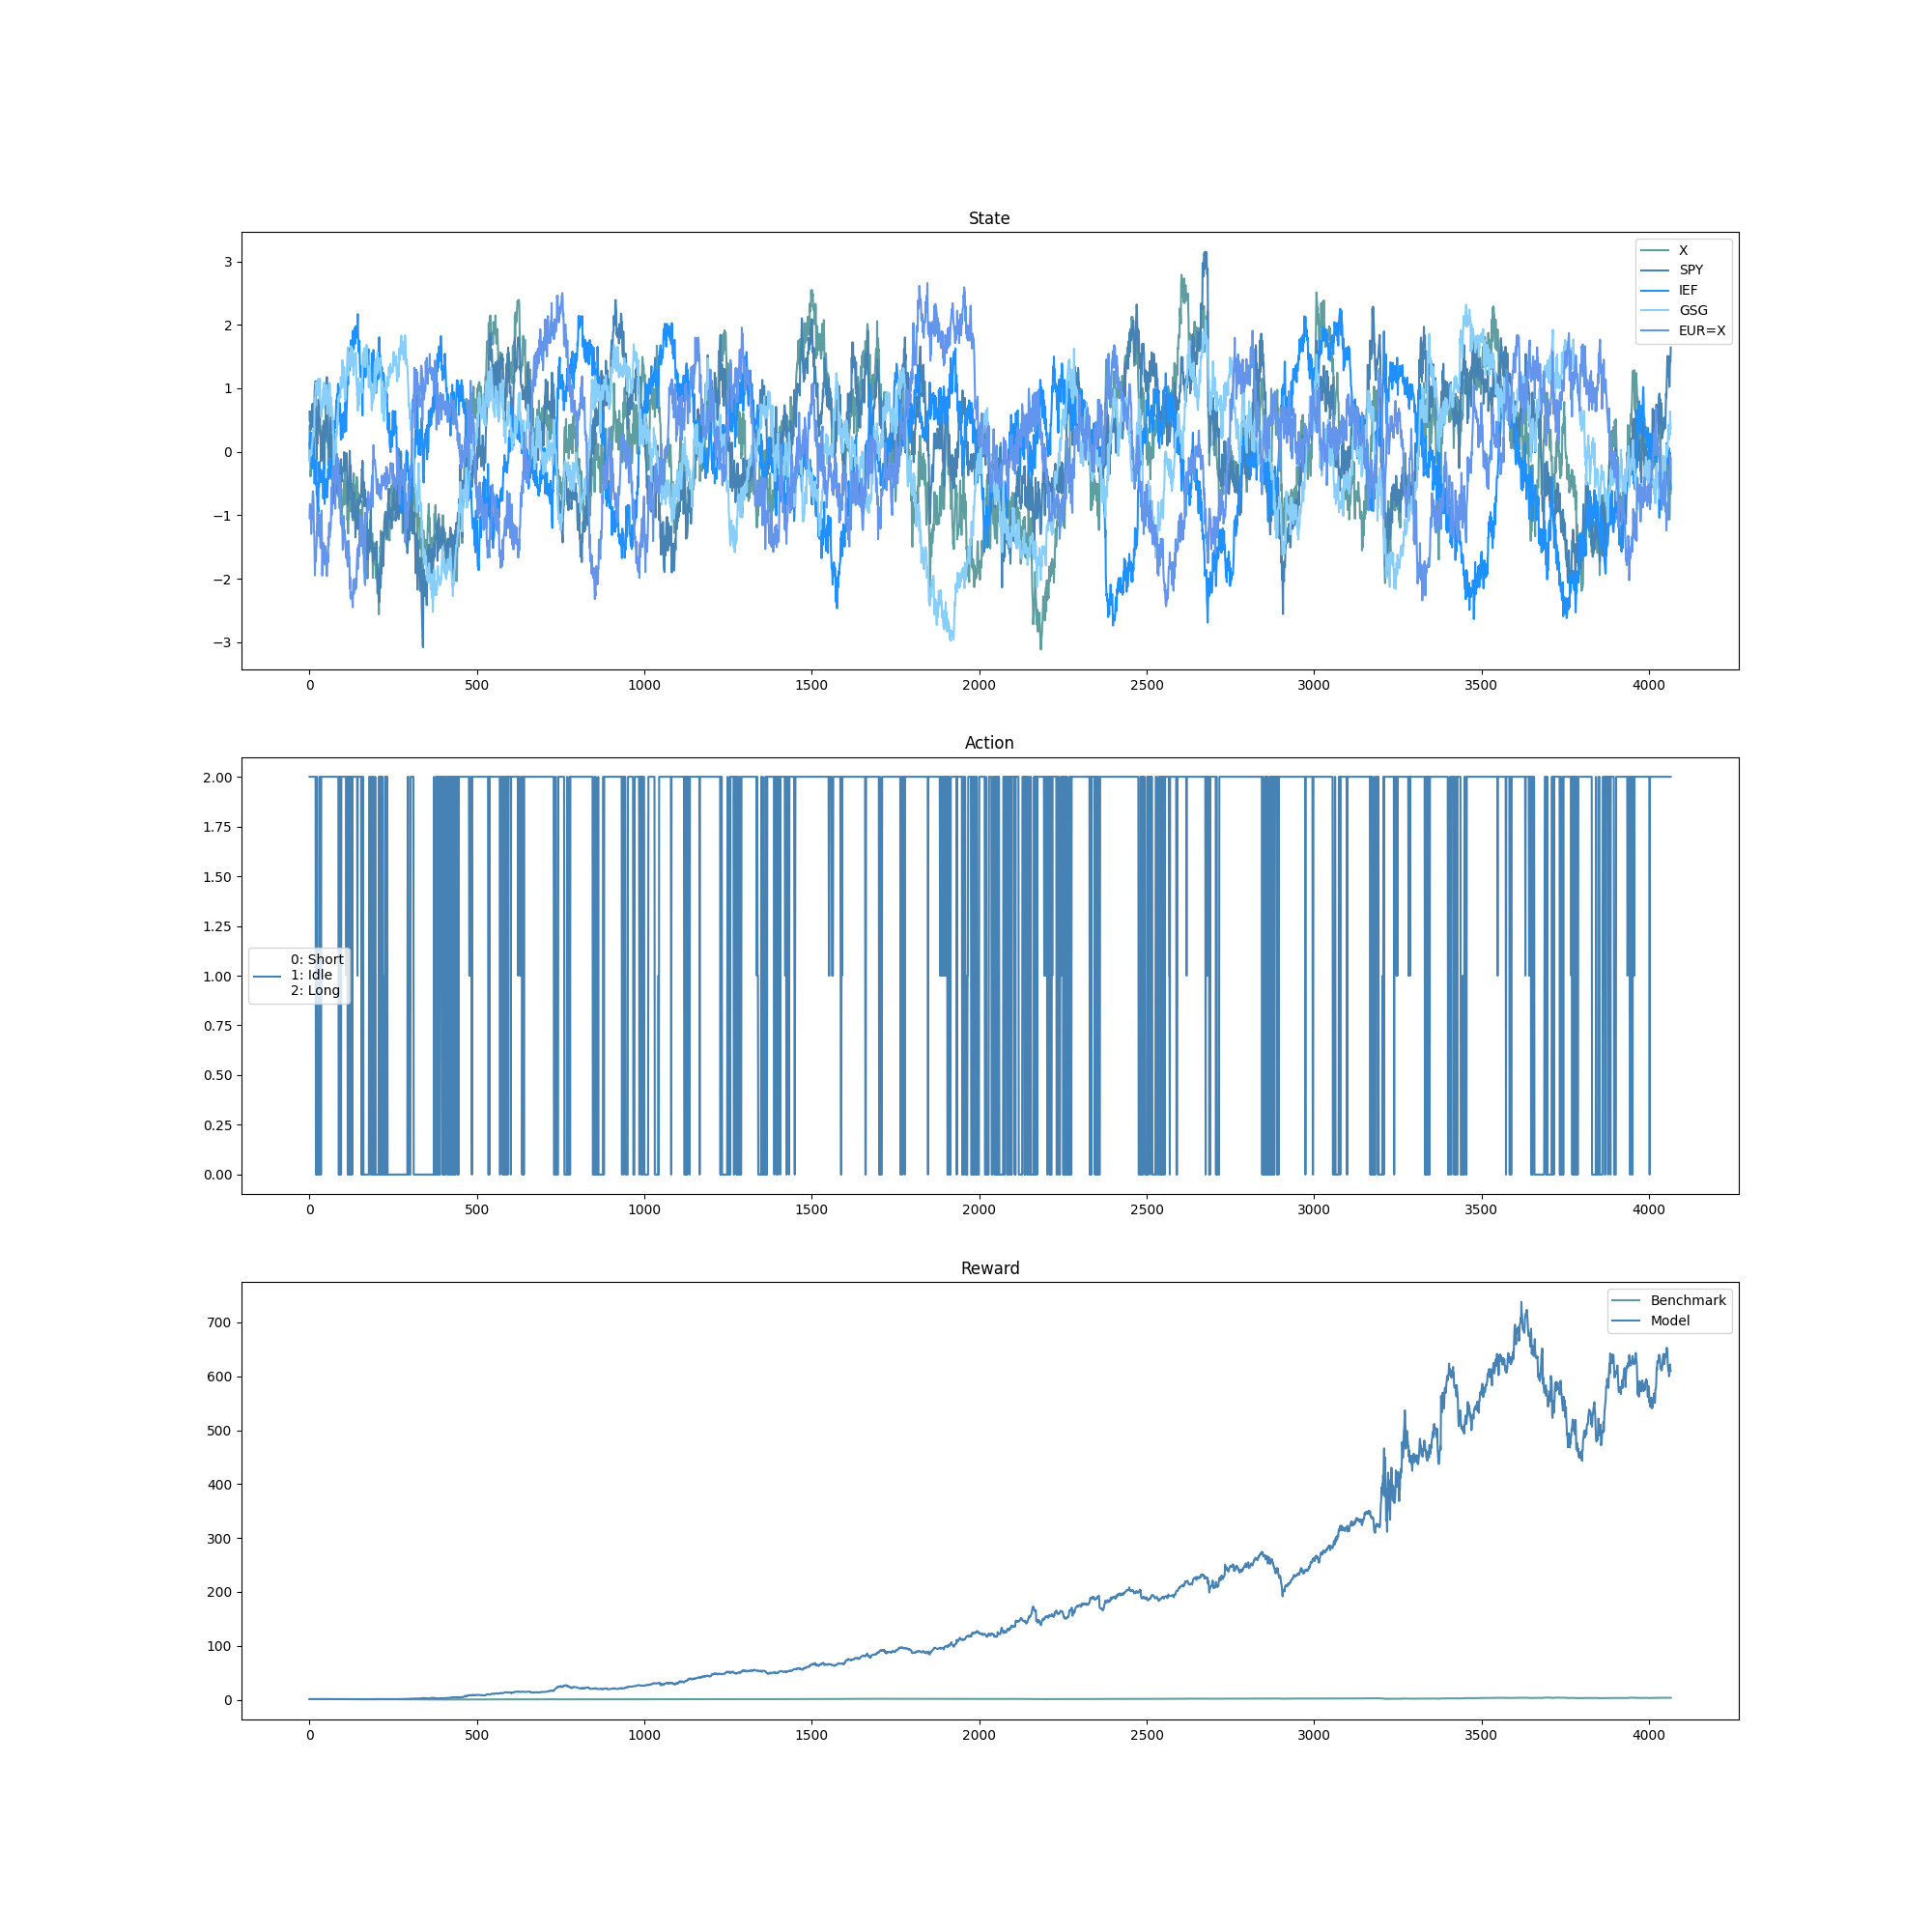 State
3
2
1
0
−1
−2
−3
X
SPY
IEF
GSG
EUR=X
0 500 1000 1500 2000 2500 3000 3500 4000
Action
2.00
1.75
1.50
1.25
1.00
0.75
0.50
0.25
0.00
0: Short
1: Idle
2: Long
0 500 1000 1500 2000 2500 3000 3500 4000
Reward
700
600
500
400
300
200
100
0
Benchmark
Model
0 500 1000 1500 2000 2500 3000 3500 4000